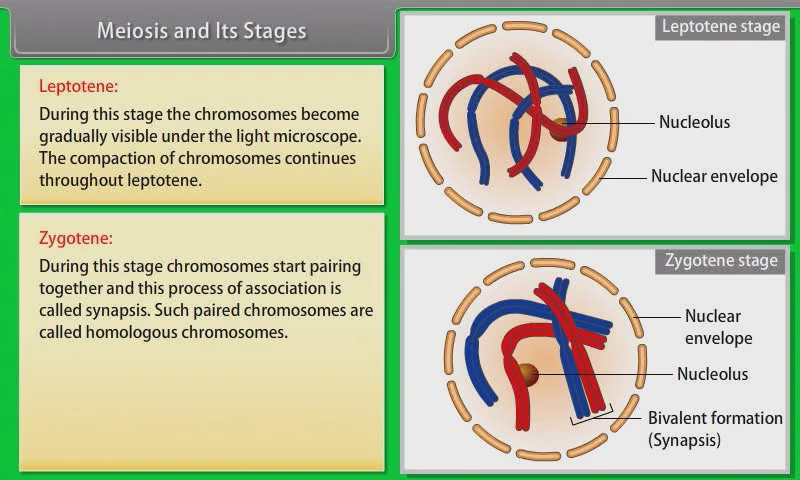 Meiosis and Its Stages
Leptotene:
During this stage the chromosomes become
gradually visible under the light microscope.
The compaction of chromosomes continues
throughout leptotene.
Zygotene:
During this stage chromosomes start pairing
together and this process of association is
called synapsis. Such paired chromosomes are
called homologous chromosomes.
Leptotene stage
Nucleolus
Nuclear envelope
Zygotene stage
Nuclear
envelope
Nucleolus
Bivalent formation
(Synapsis)